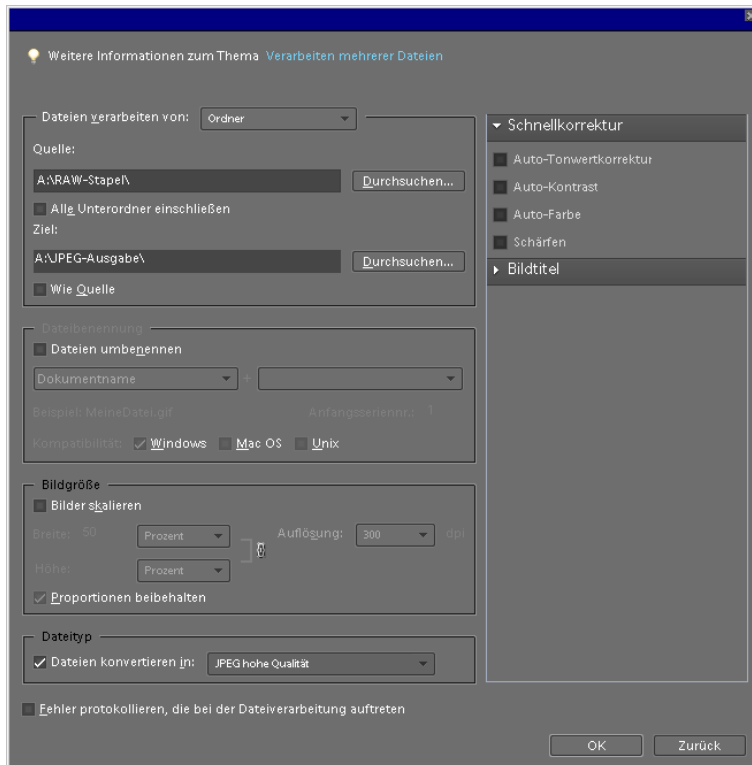 Weitere Informationen zum Thema Verarbeiten mehrerer Dateien
Dateien verarbeiten von: Ordner
Quelle:
A:\RAW-Stapel\ Durchsuchen...
Alle Unterordner einschließen
Ziel:
A:\JPEG-Ausgabe\ Durchsuchen...
Wie Quelle
Dateibenennung
Dateien umbenennen
Dokumentname +
Beispiel: MeineDatei.gif Anfangsseriennr.: 1
Kompatibilität: Windows Mac OS Unix
Bildgröße
Bilder skalieren
Breite: 50 Prozent Auflösung: 300 dpi
Höhe: Prozent
Proportionen beibehalten
Dateityp
Dateien konvertieren in: JPEG hohe Qualität
Fehler protokollieren, die bei der Dateiverarbeitung auftreten
Schnellkorrektur
Auto-Tonwertkorrektur
Auto-Kontrast
Auto-Farbe
Schärfen
Bildtitel
OK Zurück